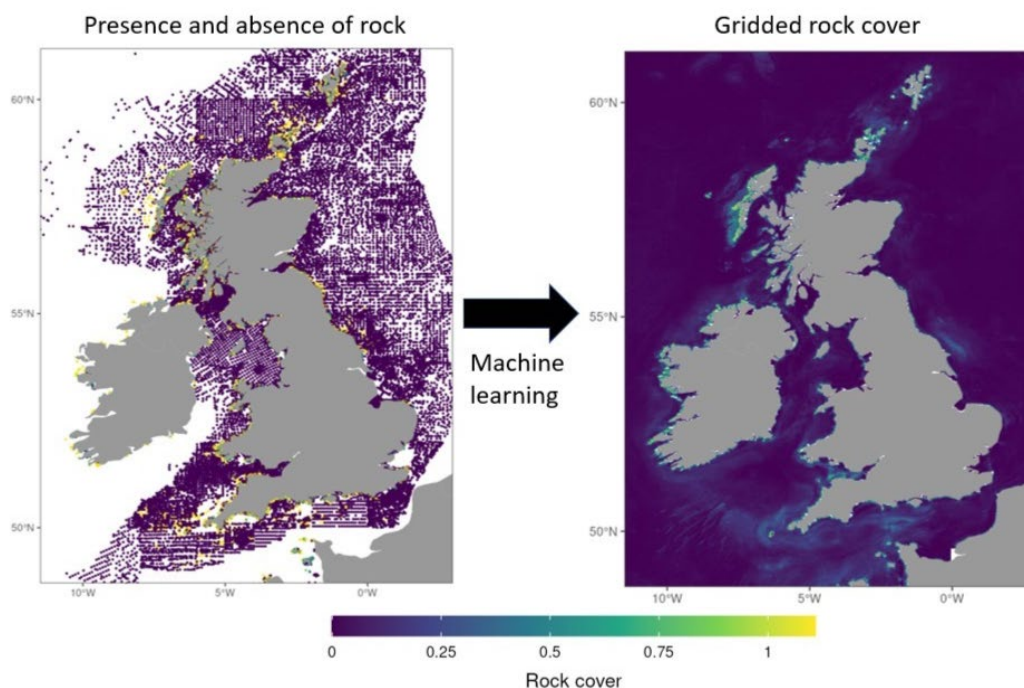 Presence and absence of rock
Gridded rock cover
60°N
55°N
50°N
10°W
5°W
0°W
Machine
learning
60°N
55°N
50°N
10°W
5°W
0°W
0
0.25
0.5
0.75
1
Rock cover